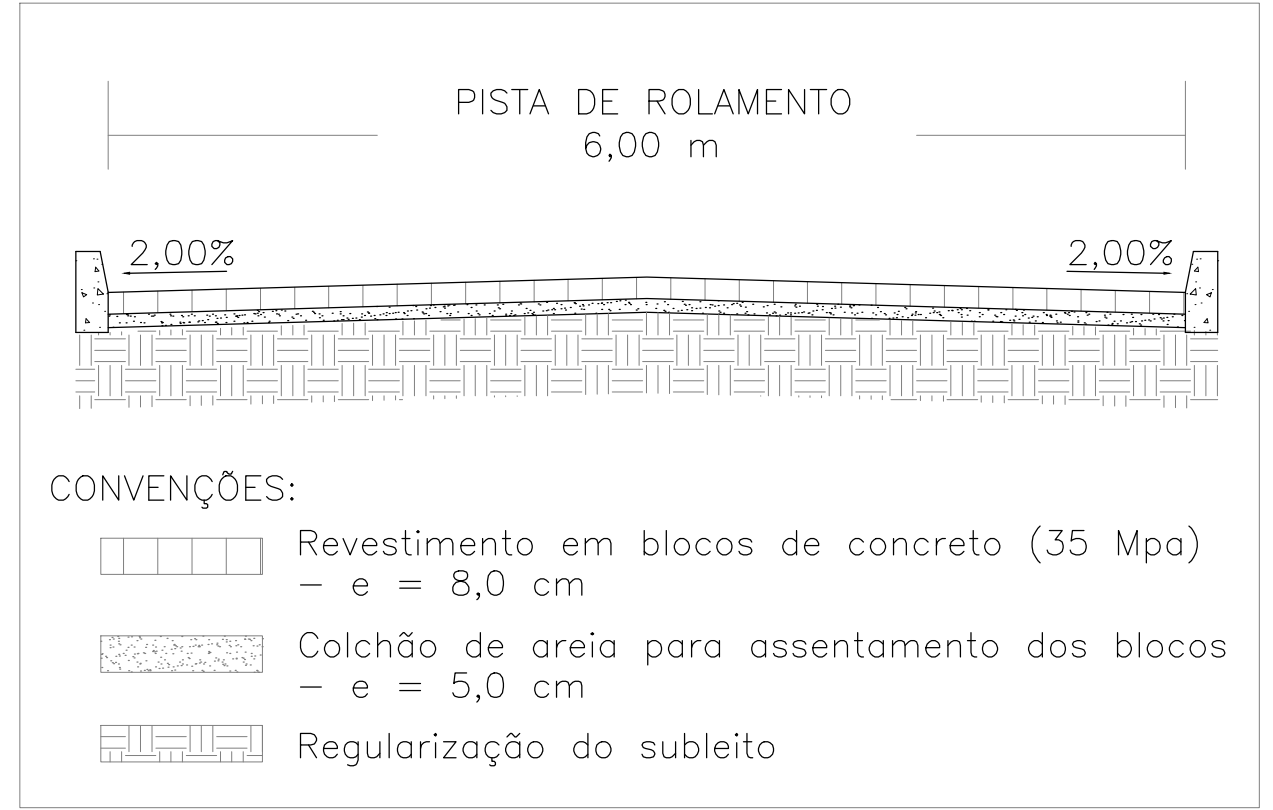 PISTA DE ROLAMENTO
6,00 m
2,00%
2,00%
CONVENÇÕES:
Revestimento em blocos de concreto (35 Mpa)
– e = 8,0 cm
Colchão de areia para assentamento dos blocos
– e = 5,0 cm
Regularização do subleito